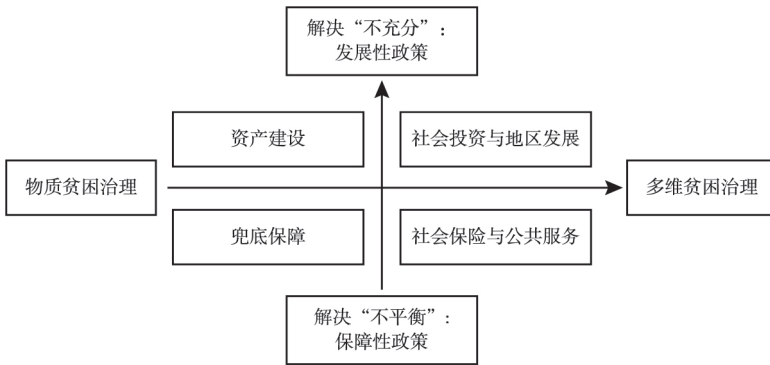 解决“不充分”：
发展性政策
资产建设
社会投资与地区发展
物质贫困治理
多维贫困治理
兜底保障
社会保险与公共服务
解决“不平衡”：
保障性政策